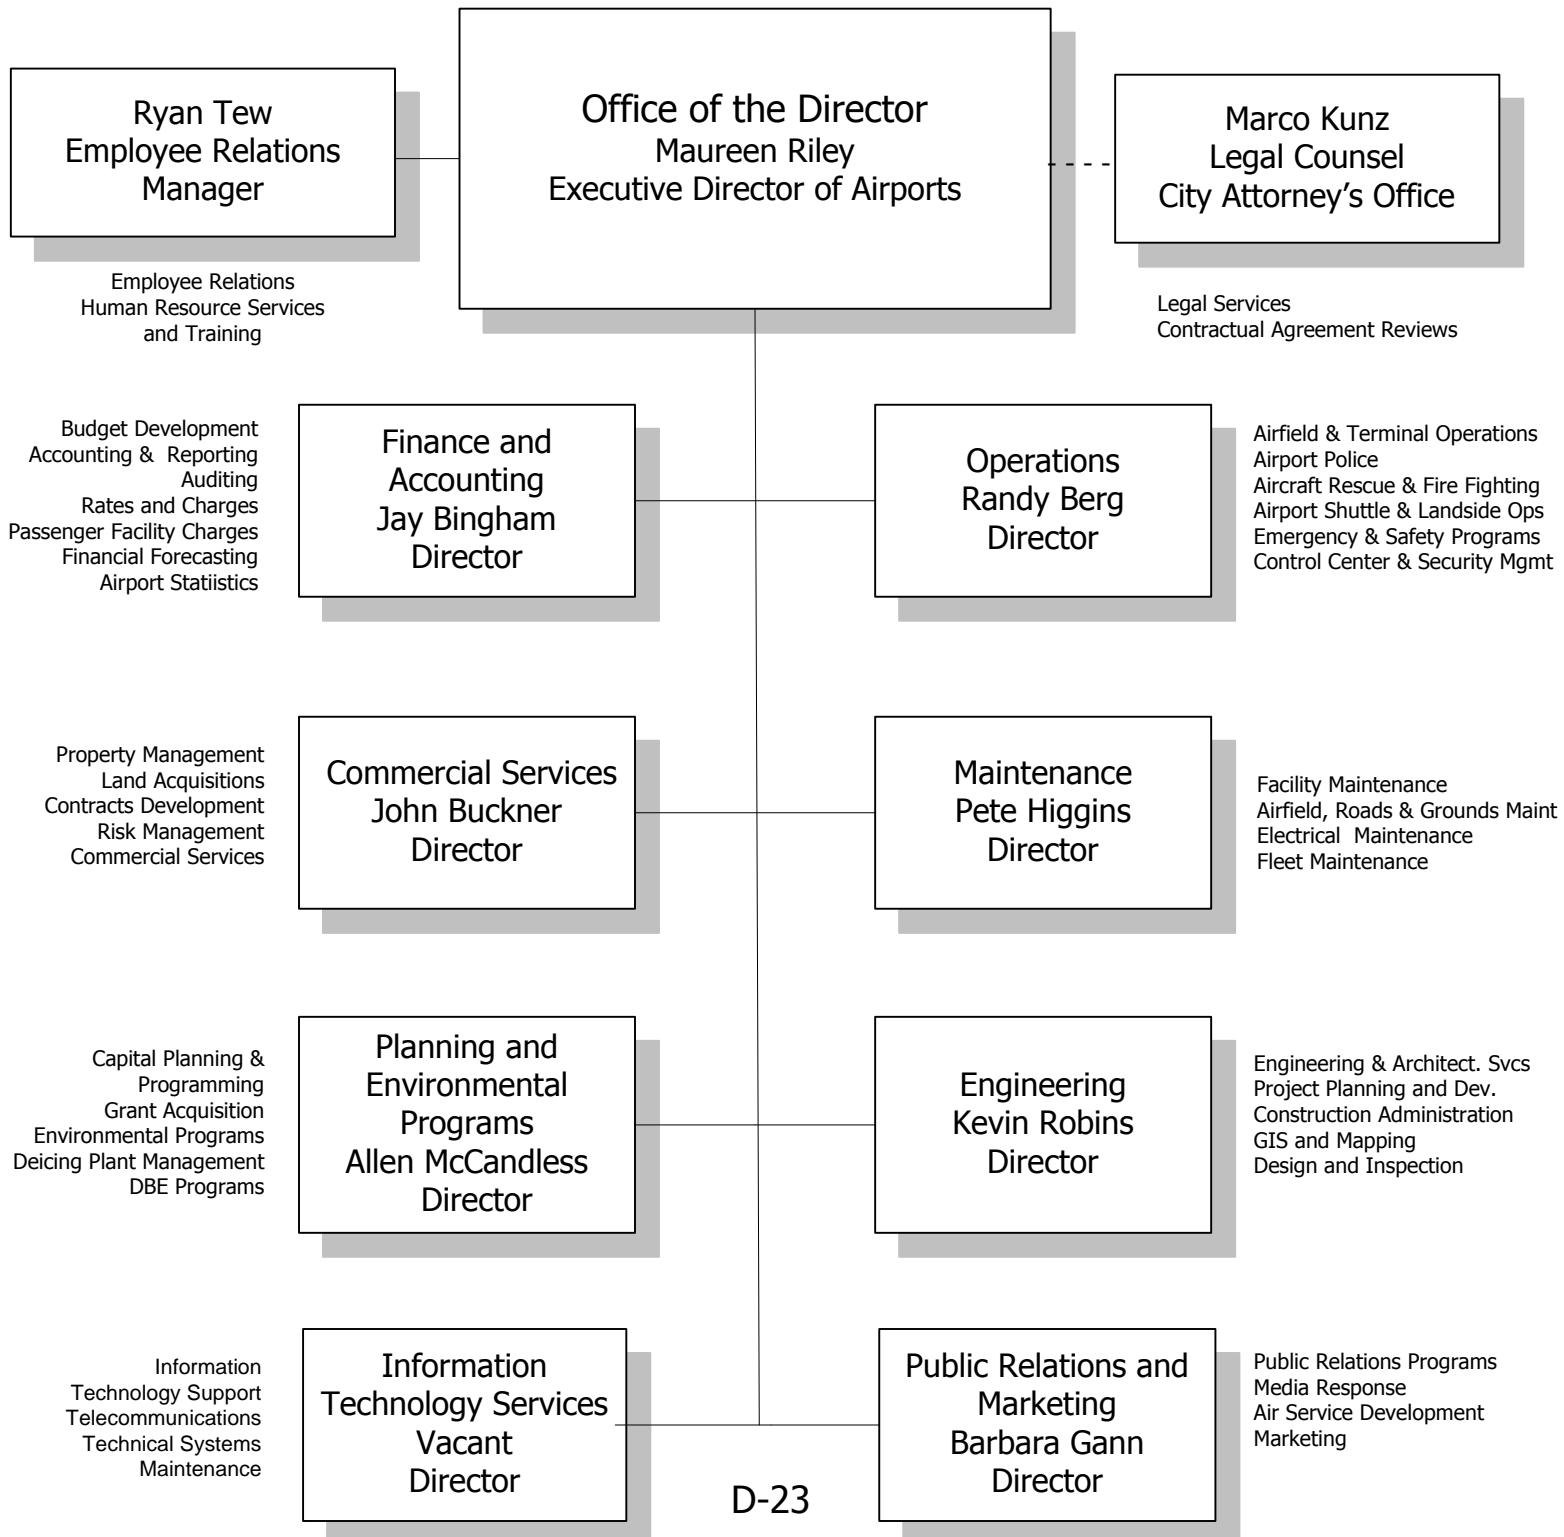 Office of the Director
Maureen Riley
Executive Director of Airports
Ryan Tew
Employee Relations
Manager
Employee Relations
Human Resource Services
and Training
Marco Kunz
Legal Counsel
City Attorney’s Office
Legal Services
Contractual Agreement Reviews
Budget Development
Accounting &  Reporting
Auditing
Rates and Charges
Passenger Facility Charges
Financial Forecasting
Airport Statiistics
Finance and
Accounting
Jay Bingham
Director
Operations
Randy Berg
Director
Airfield & Terminal Operations
Airport Police
Aircraft Rescue & Fire Fighting
Airport Shuttle & Landside Ops
Emergency & Safety Programs
Control Center & Security Mgmt
Property Management
Land Acquisitions
Contracts Development
Risk Management
Commercial Services
Commercial Services
John Buckner
Director
Maintenance
Pete Higgins
Director
Facility Maintenance
Airfield, Roads & Grounds Maint
Electrical  Maintenance
Fleet Maintenance
Capital Planning &
Programming
Grant Acquisition
Environmental Programs
Deicing Plant Management
DBE Programs
Planning and
Environmental
Programs
Allen McCandless
Director
Engineering
Kevin Robins
Director
Engineering & Architect. Svcs
Project Planning and Dev.
Construction Administration
GIS and Mapping
Design and Inspection
Information
Technology Support
Telecommunications
Technical Systems
Maintenance
Information
Technology Services
Vacant
Director
Public Relations and
Marketing
Barbara Gann
Director
Public Relations Programs
Media Response
Air Service Development
Marketing
D-23